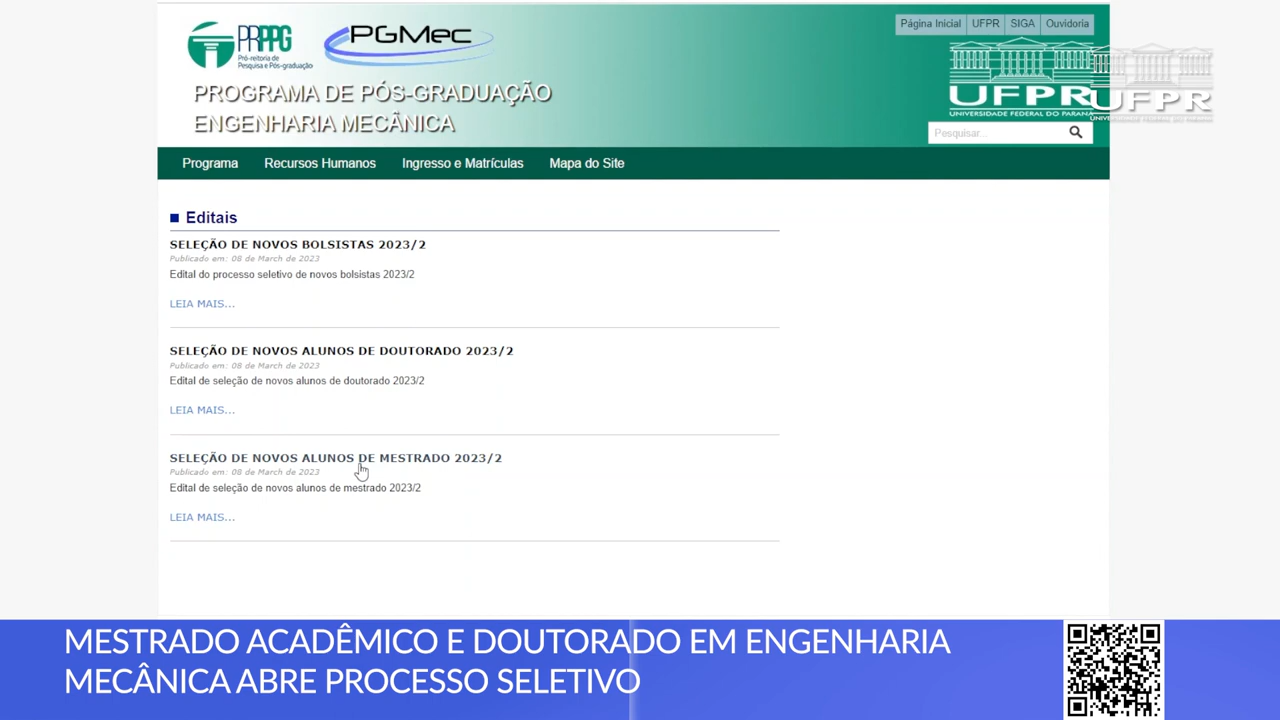 PRPPG
Pró-reitoria de
Pesquisa e Pós-graduação
PGMec
Página Inicial
UFPR
SIGA
Ouvidoria
UFPR
UNIVERSIDADE FEDERAL DO PARANÁ
UFPR
UNIVERSIDADE FEDERAL DO PARANÁ
PROGRAMA DE PÓS-GRADUAÇÃO
ENGENHARIA MECÂNICA
Pesquisar...
Programa
Recursos Humanos
Ingresso e Matrículas
Mapa do Site
Editais
SELEÇÃO DE NOVOS BOLSISTAS 2023/2
Publicado em: 08 de March de 2023
Edital do processo seletivo de novos bolsistas 2023/2
LEIA MAIS...
SELEÇÃO DE NOVOS ALUNOS DE DOUTORADO 2023/2
Publicado em: 08 de March de 2023
Edital de seleção de novos alunos de doutorado 2023/2
LEIA MAIS...
SELEÇÃO DE NOVOS ALUNOS DE MESTRADO 2023/2
Publicado em: 08 de March de 2023
Edital de seleção de novos alunos de mestrado 2023/2
LEIA MAIS...
MESTRADO ACADÊMICO E DOUTORADO EM ENGENHARIA
MECÂNICA ABRE PROCESSO SELETIVO